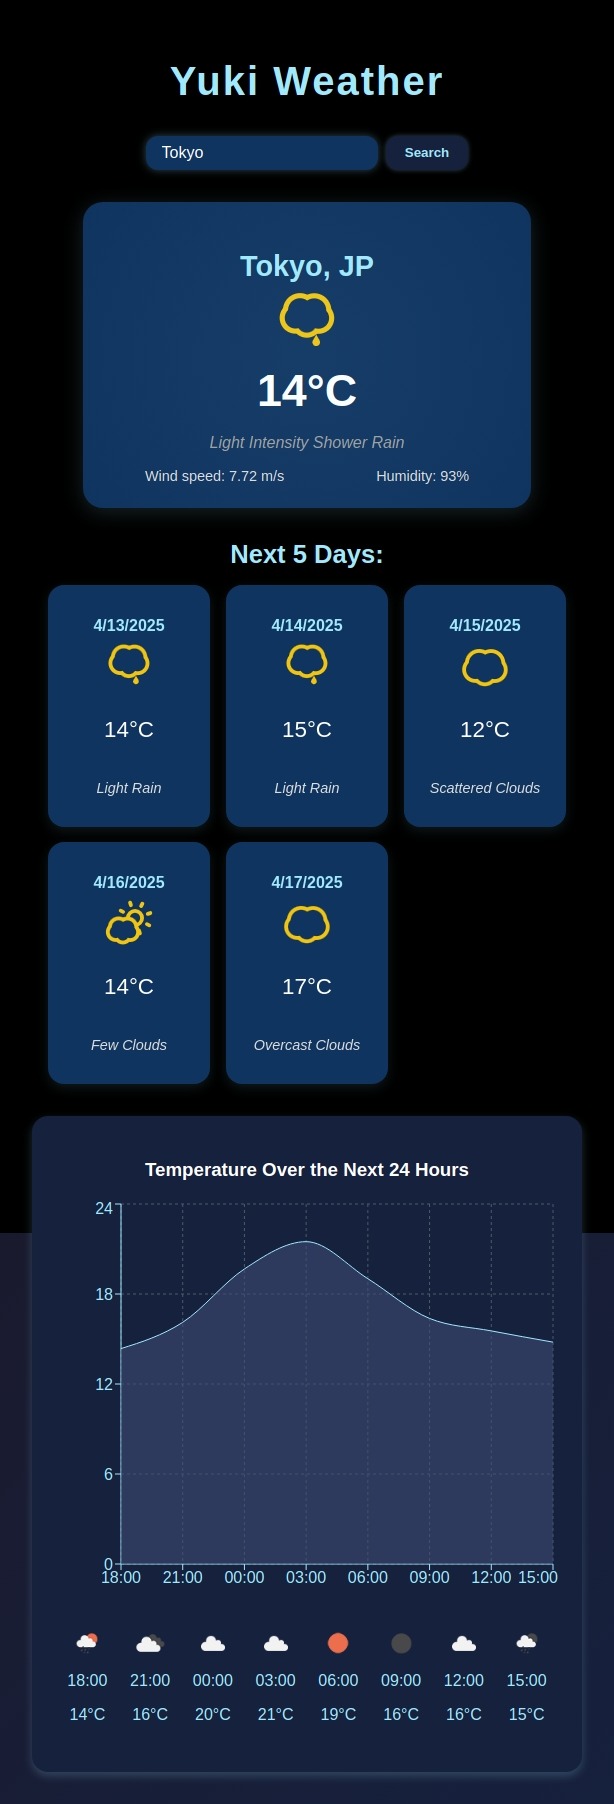 Yuki Weather
Tokyo Search
Tokyo, JP
14°C
Light Intensity Shower Rain
Wind speed: 7.72 m/s Humidity: 93%
Next 5 Days:
4/13/2025 4/14/2025 4/15/2025
14°C 15°C 12°C
Light Rain Light Rain Scattered Clouds
4/16/2025 4/17/2025
14°C 17°C
Few Clouds Overcast Clouds
Temperature Over the Next 24 Hours
24
18
12
6
0
18:00 21:00 00:00 03:00 06:00 09:00 12:00 15:00
18:00 21:00 00:00 03:00 06:00 09:00 12:00 15:00
14°C 16°C 20°C 21°C 19°C 16°C 16°C 15°C